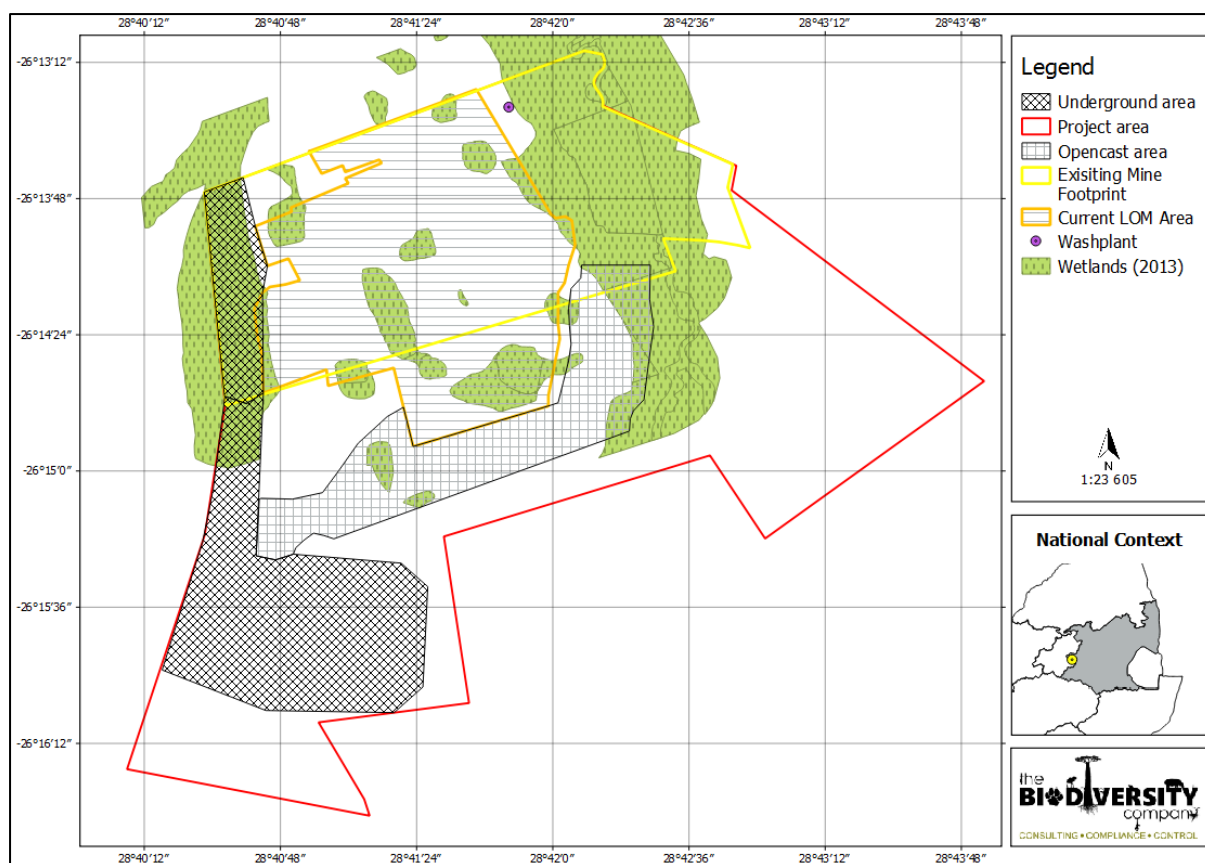 28°40'12" 28°40'48" 28°41'24" 28°42'0" 28°42'36" 28°43'12" 28°43'48"
-26°13'12"
-26°13'48"
-26°14'24"
-26°15'0"
-26°15'36"
-26°16'12"
28°40'12" 28°40'48" 28°41'24" 28°42'0" 28°42'36" 28°43'12" 28°43'48"
Legend
Underground area
Project area
Opencast area
Exisiting Mine
Footprint
Current LOM Area
Washplant
Wetlands (2013)
N
1:23 605
National Context
the
BIODIVERSITY
company
CONSULTING • COMPLIANCE • CONTROL